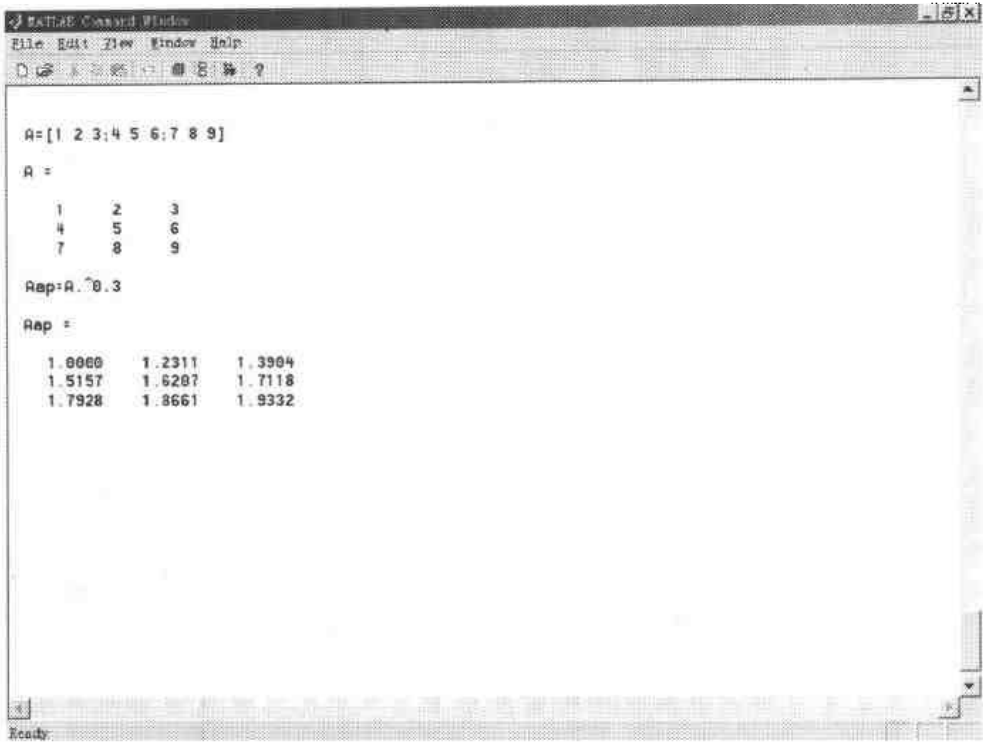 MATLAB Command Window
File Edit View Window Help
A=[1 2 3;4 5 6;7 8 9]
A =
1 2 3
4 5 6
7 8 9
Aap=A.^0.3
Aap =
1.0000 1.2311 1.3904
1.5157 1.6207 1.7118
1.7928 1.8661 1.9332
Ready